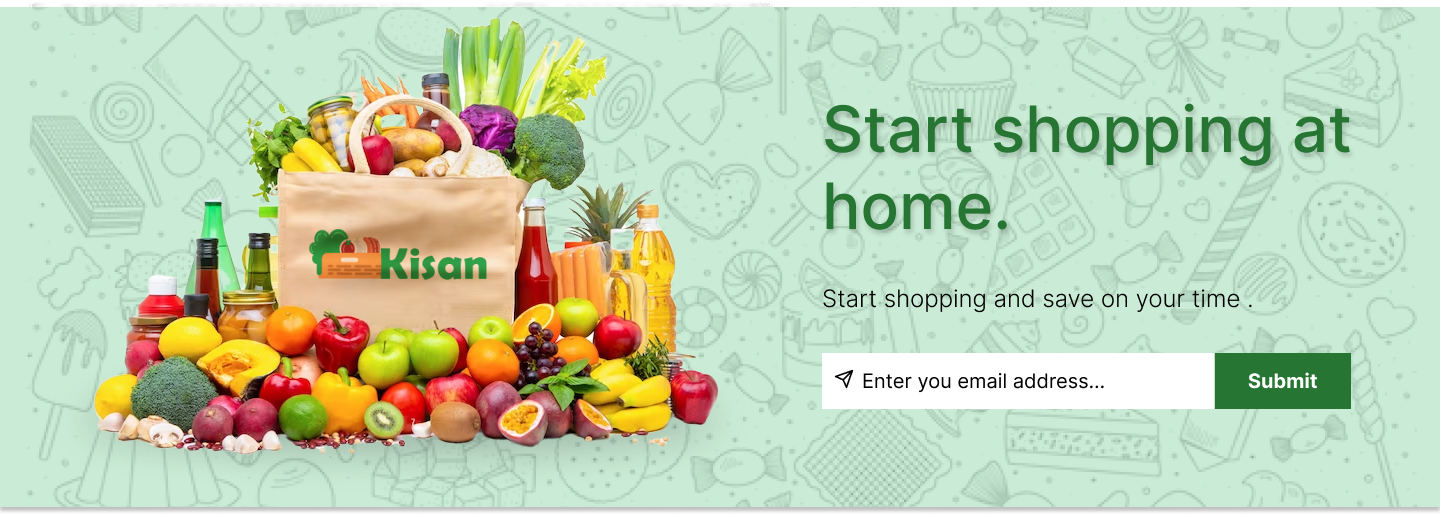 Start shopping at
home.
Kisan
Start shopping and save on your time .
Enter you email address...
Submit